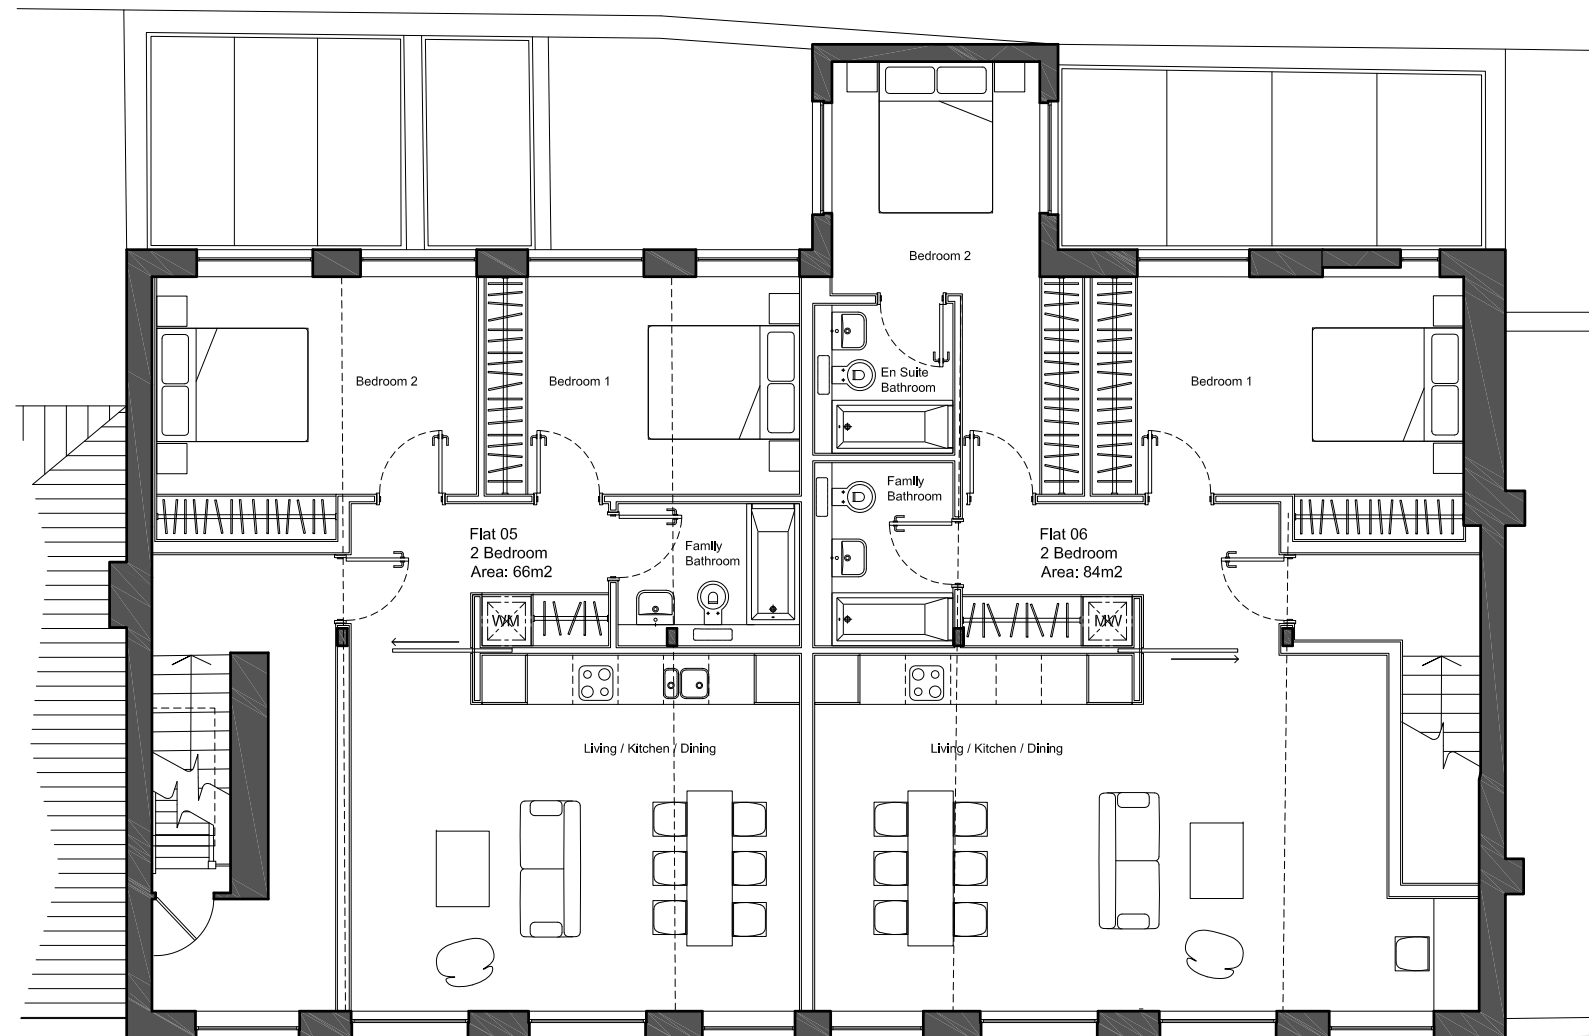 Bedroom 2
En Suite
Bathroom
Bedroom 2
Bedroom 1
Bedroom 1
Family
Bathroom
Flat 05
2 Bedroom
Area: 66m2
Family
Bathroom
Flat 06
2 Bedroom
Area: 84m2
WM
MW
Living / Kitchen / Dining
Living / Kitchen / Dining